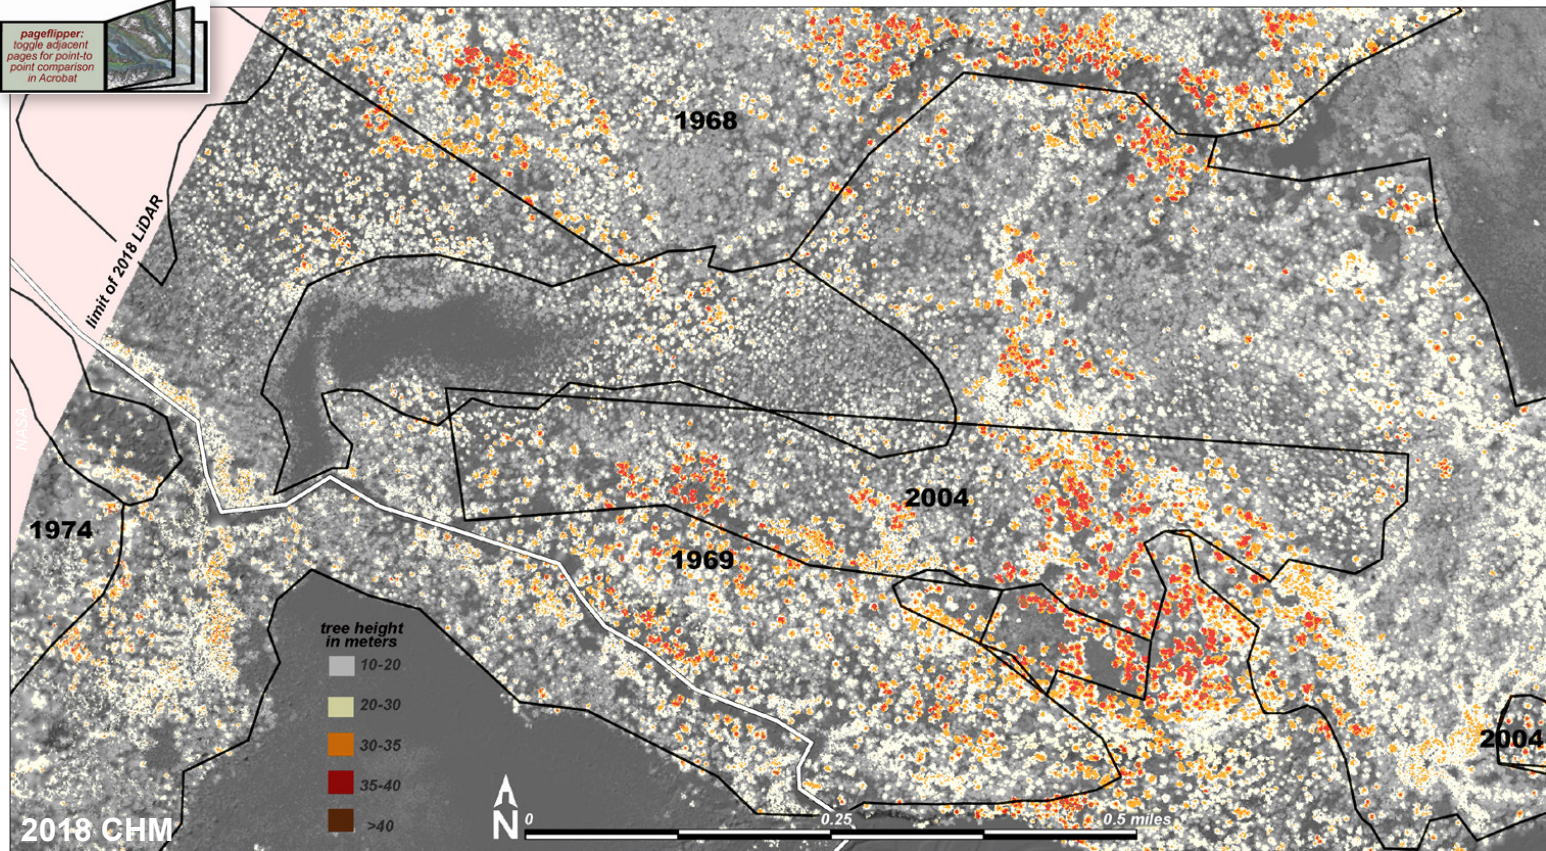 pageflipper:
toggle adjacent
pages for point-to
point comparison
in Acrobat
1968
limit of 2018 LiDAR
NASA
1974
2004
1969
tree height
in meters
10-20
20-30
30-35
35-40
>40
2004
2018 CHM
N
0
0.25
0.5 miles